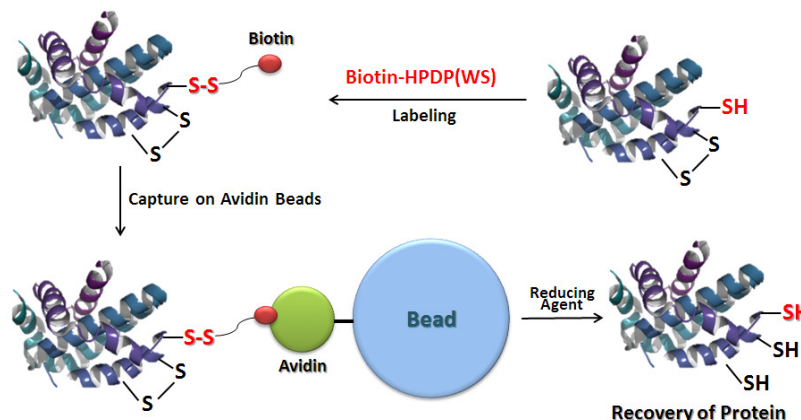 Biotin
S-S
S
S
Biotin-HPDP(WS)
Labeling
SH
S
S
Capture on Avidin Beads
S-S
S
S
Avidin
Bead
Reducing
Agent
SH
SH
SH
Recovery of Protein